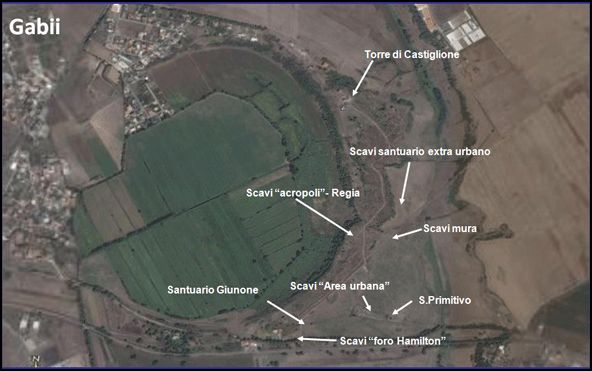 Gabii
Torre di Castiglione
Scavi santuario extra urbano
Scavi “acropoli”- Regia
Scavi mura
Scavi “Area urbana”
Santuario Giunone
S.Primitivo
Scavi “foro Hamilton”
N